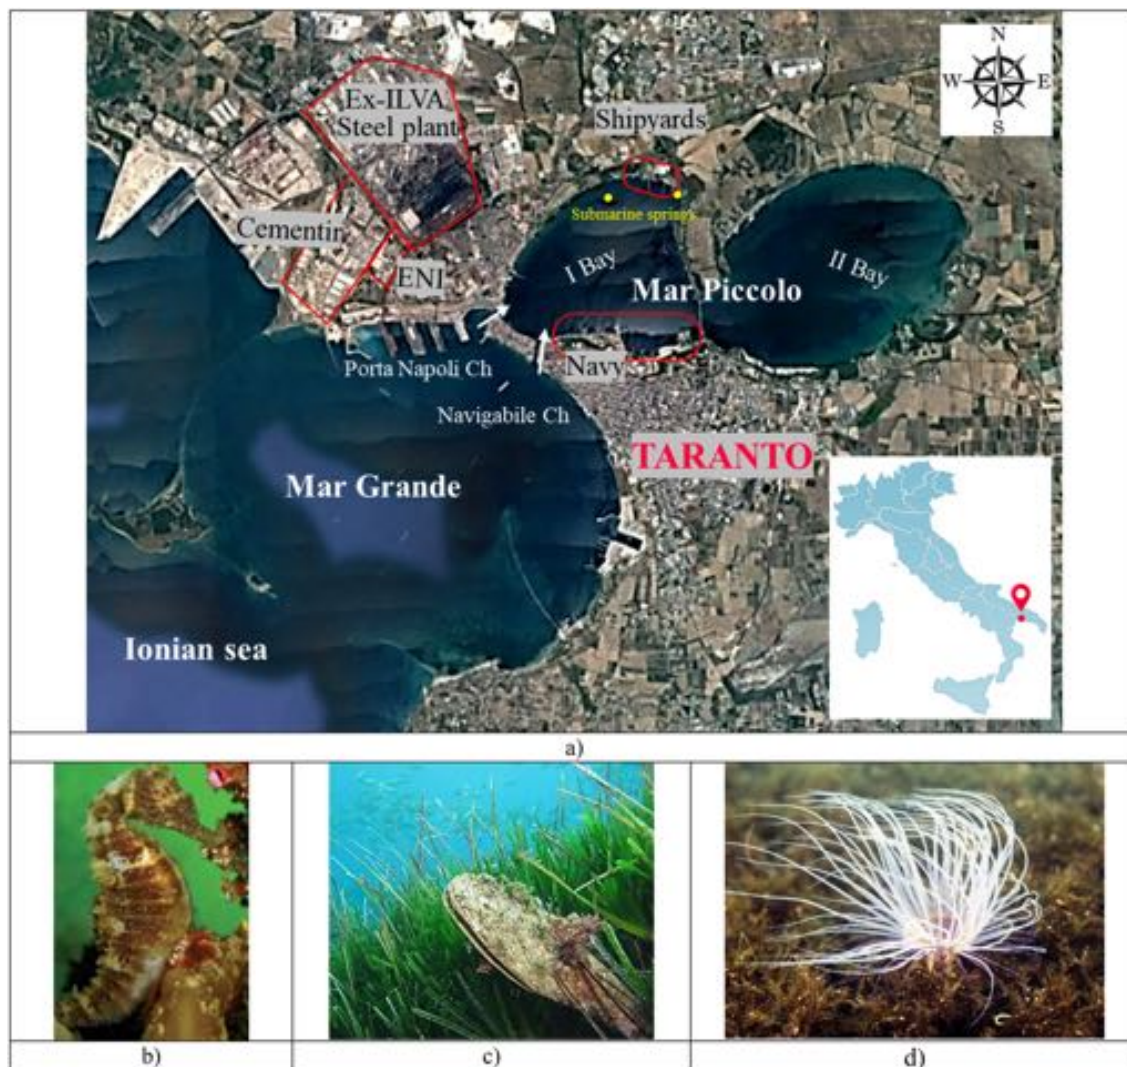 N
W E
S
Ex-ILVA
Steel plant
Shipyards
Submarine springs
Cementir
ENI
I Bay
II Bay
Mar Piccolo
Porta Napoli Ch
Navy
Navigabile Ch
TARANTO
Mar Grande
Ionian sea
a)
b)
c)
d)